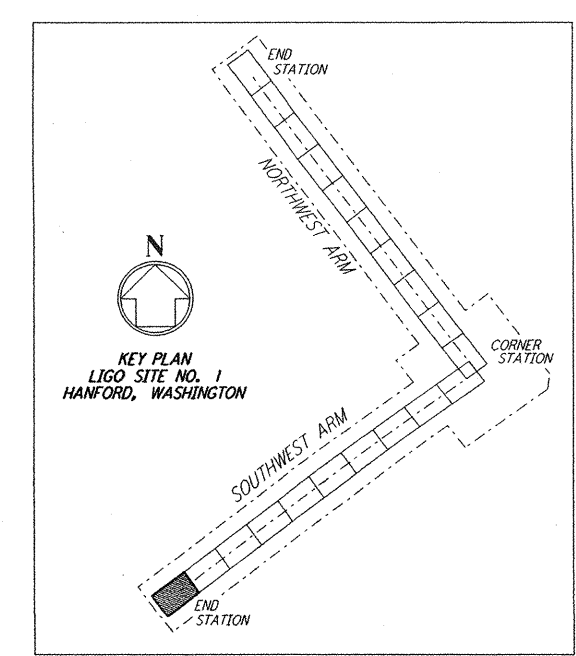 END
STATION
NORTHWEST ARM
N
KEY PLAN
LIGO SITE NO. 1
HANFORD, WASHINGTON
CORNER
STATION
SOUTHWEST ARM
END
STATION